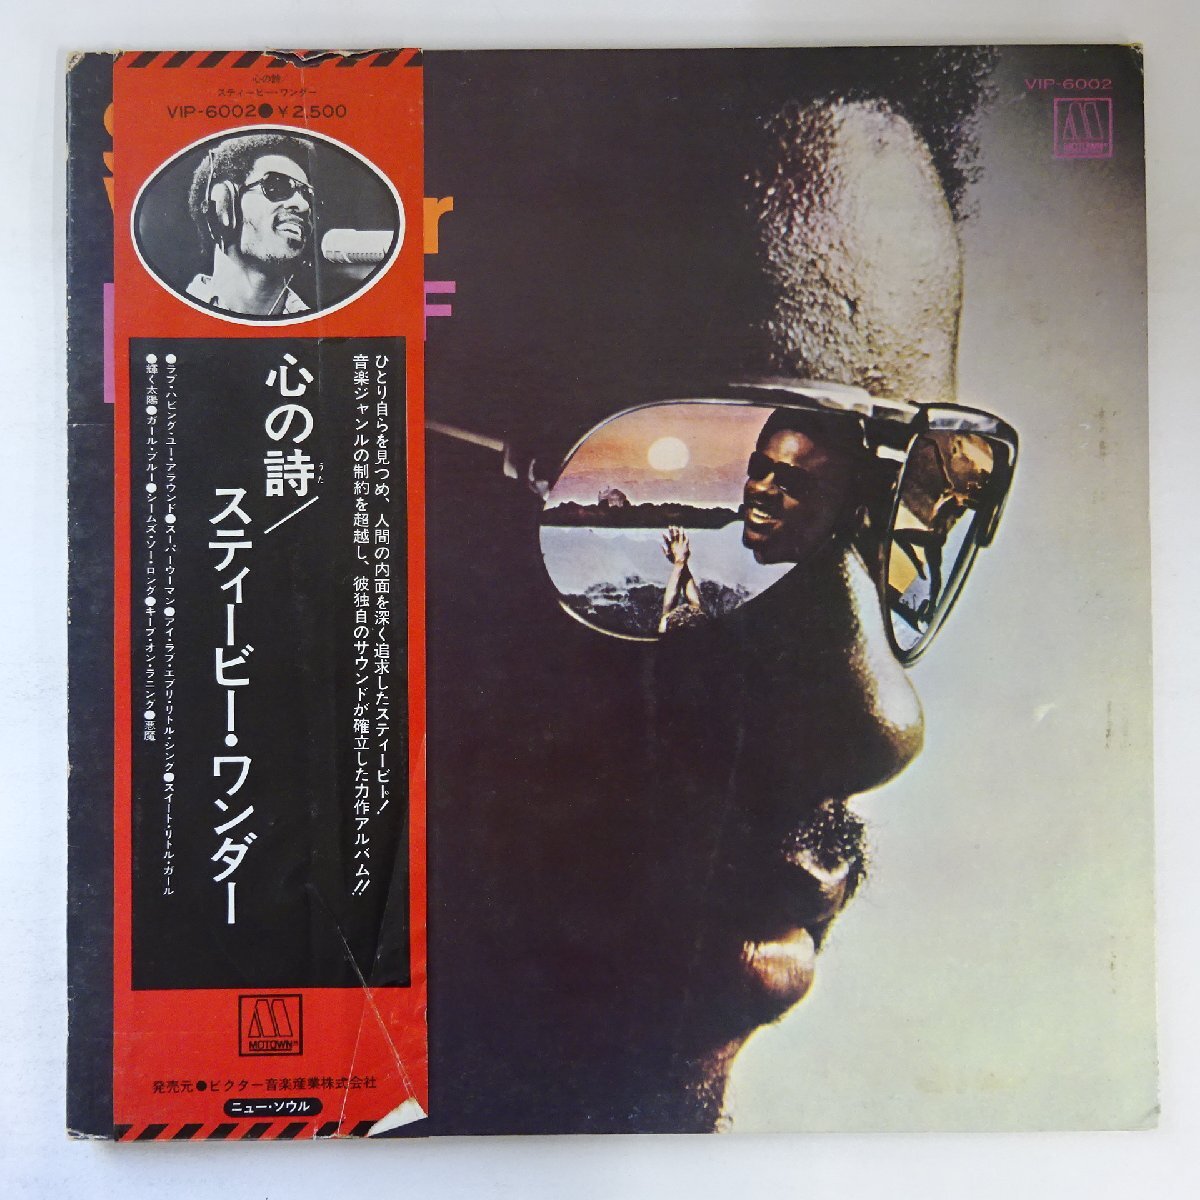 心の詩/
スティービー・ワンダー
VIP-6002●¥2,500
VIP-6002
MOTOWN®
r
F
ひとり自らを見つめ、人間の内面を深く追求したスティービー!
音楽ジャンルの制約を超越し、彼独自のサウンドが確立した力作アルバム!!
心の詩/
うた
スティービー・ワンダー
●ラブ・ハビング・ユー・アラウンド●スーパーウーマン●アイ・ラブ・エブリ・リトル・シング●スイート・リトル・ガール
●輝く太陽●ガール・ブルー●シームズ・ソー・ロング●キープ・オン・ラニング●悪魔
MOTOWN®
発売元●ビクター音楽産業株式会社
ニュー・ソウル